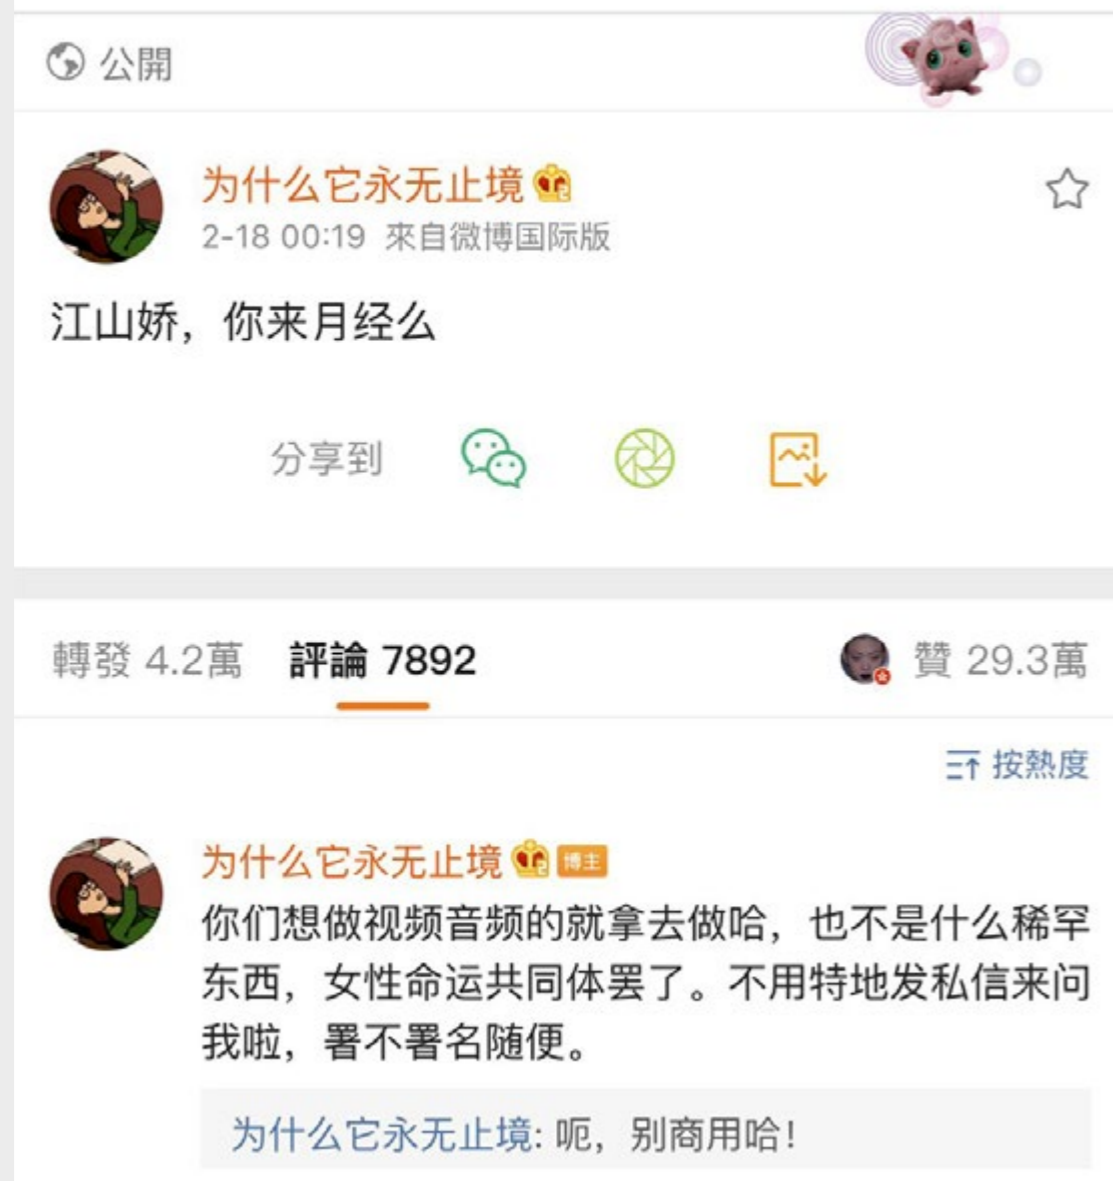 公開
为什么它永无止境
2-18 00:19 來自微博国际版
江山娇，你来月经么
分享到
轉發 4.2萬 評論 7892 贊 29.3萬
按熱度
为什么它永无止境 博主
你们想做视频音频的就拿去做哈，也不是什么稀罕
东西，女性命运共同体罢了。不用特地发私信来问
我啦，署不署名随便。
为什么它永无止境: 呃，别商用哈！